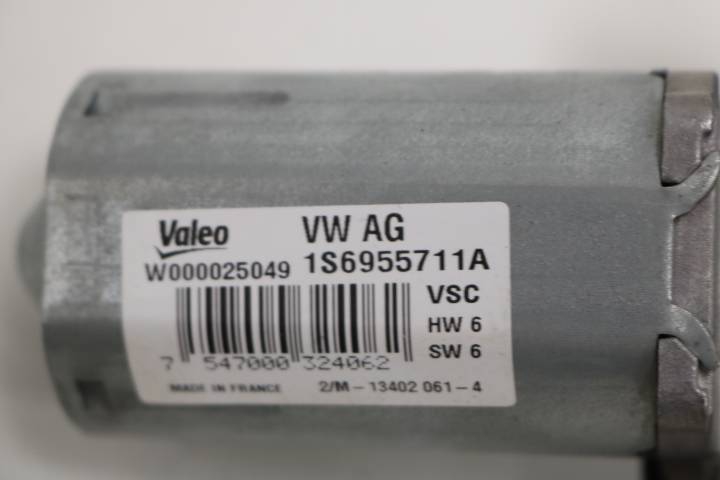 Valeo VW AG
W000025049 1S6955711A
VSC
HW 6
SW 6
7 547000 324062
MADE IN FRANCE 2/M-13402 061-4